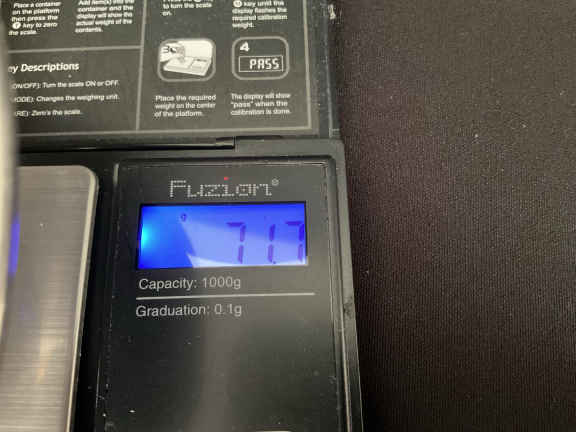 Place a container
on the platform
then press the
key to zero
the scale.
Add item(s) into the
container and the
display will show the
actual weight of the
contents.
to start the scale
on.
key until the
display flashes the
required calibration
weight.
4
PASS
ey Descriptions
(ON/OFF): Turn the scale ON or OFF.
MODE): Changes the weighing unit.
ARE): Zero's the scale.
Place the required
weight on the center
of the platform.
The display will show
"pass" when the
calibration is done.
Fuzion®
g
71.7
Capacity: 1000g
Graduation: 0.1g